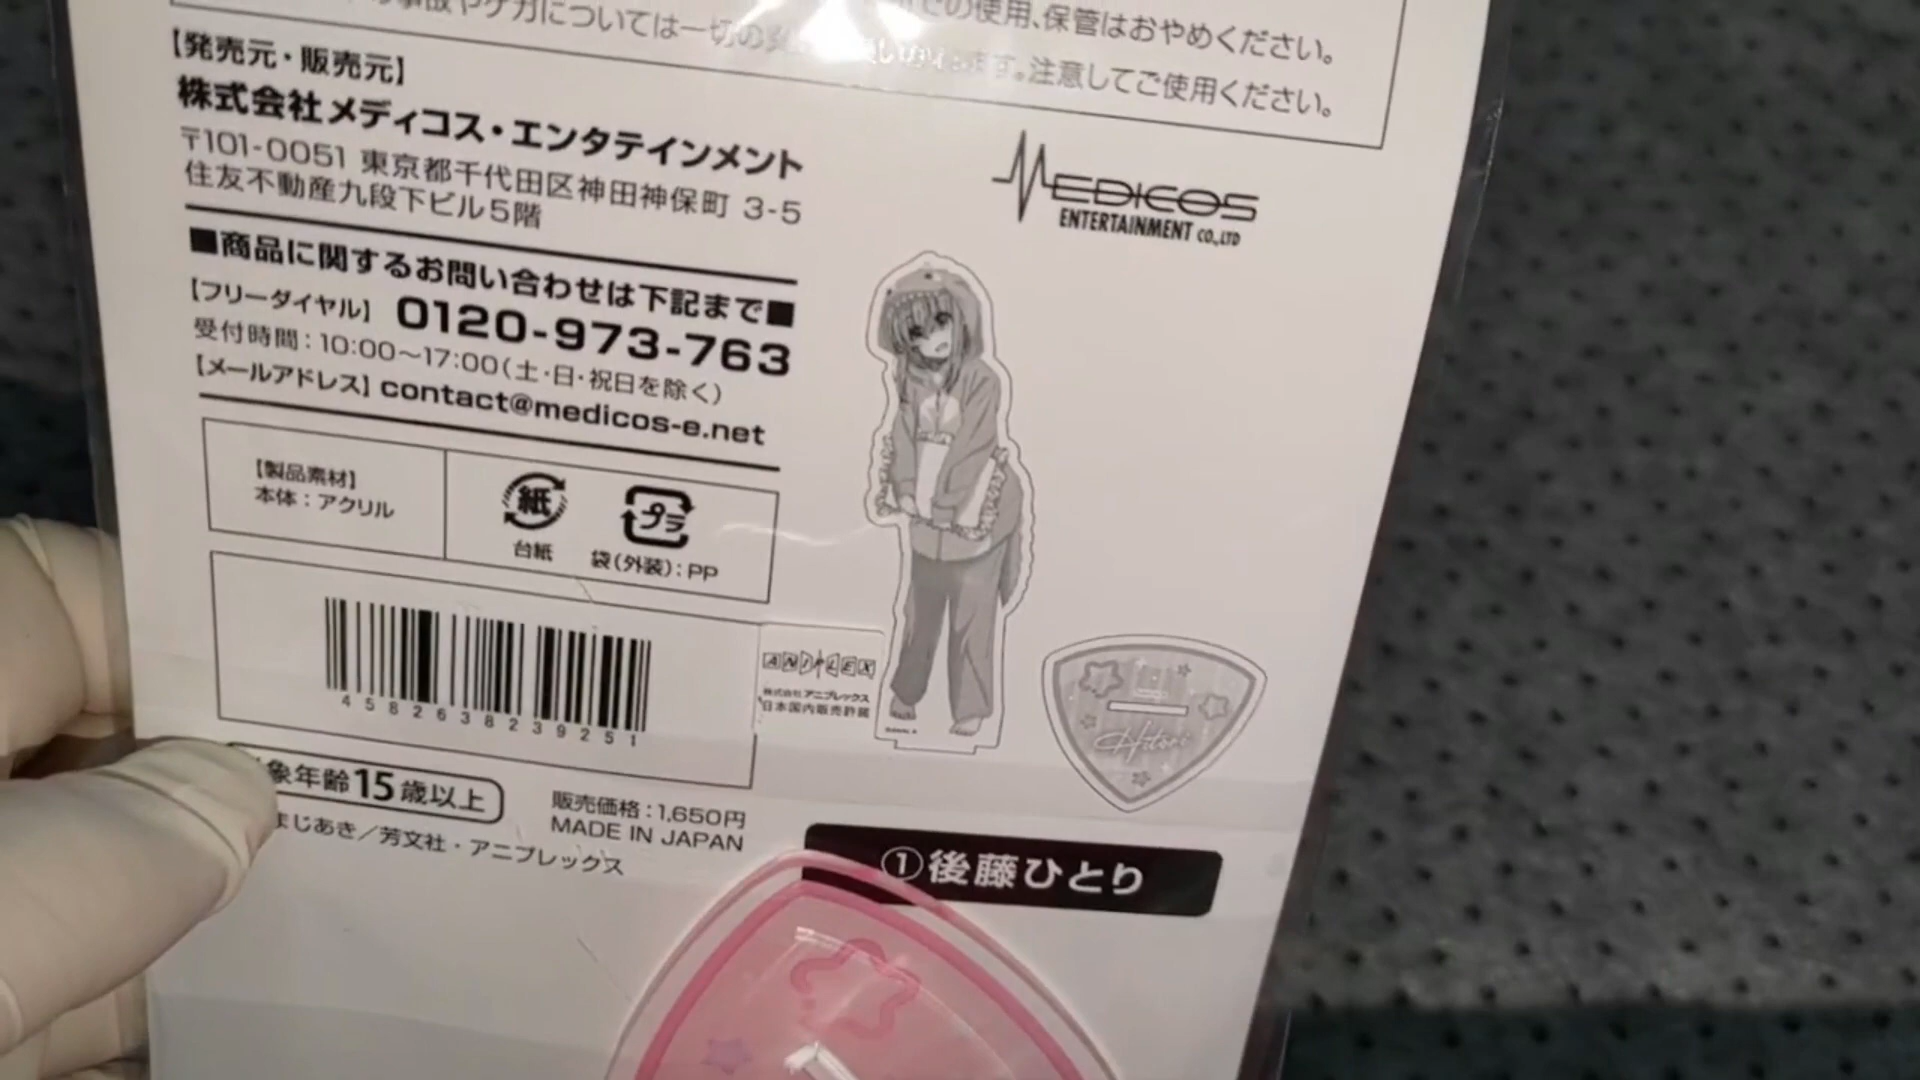 事故やケガについては一切の
での使用、保管はおやめください。
注意してご使用ください。
【発売元・販売元】
株式会社メディコス・エンタテインメント
〒101-0051 東京都千代田区神田神保町 3-5
住友不動産九段下ビル5階
MEDICOS
ENTERTAINMENT CO.,LTD
■商品に関するお問い合わせは下記まで■
【フリーダイヤル】 0120-973-763
受付時間：10:00〜17:00（土・日・祝日を除く）
【メールアドレス】 contact@medicos-e.net
【製品素材】
本体：アクリル
紙
台紙
プラ
袋（外装）：PP
4582638239251
ANIPLEX
株式会社アニプレックス
日本国内販売許諾
Hitori
象年齢15歳以上
まじあき／芳文社・アニプレックス
販売価格：1,650円
MADE IN JAPAN
①後藤ひとり